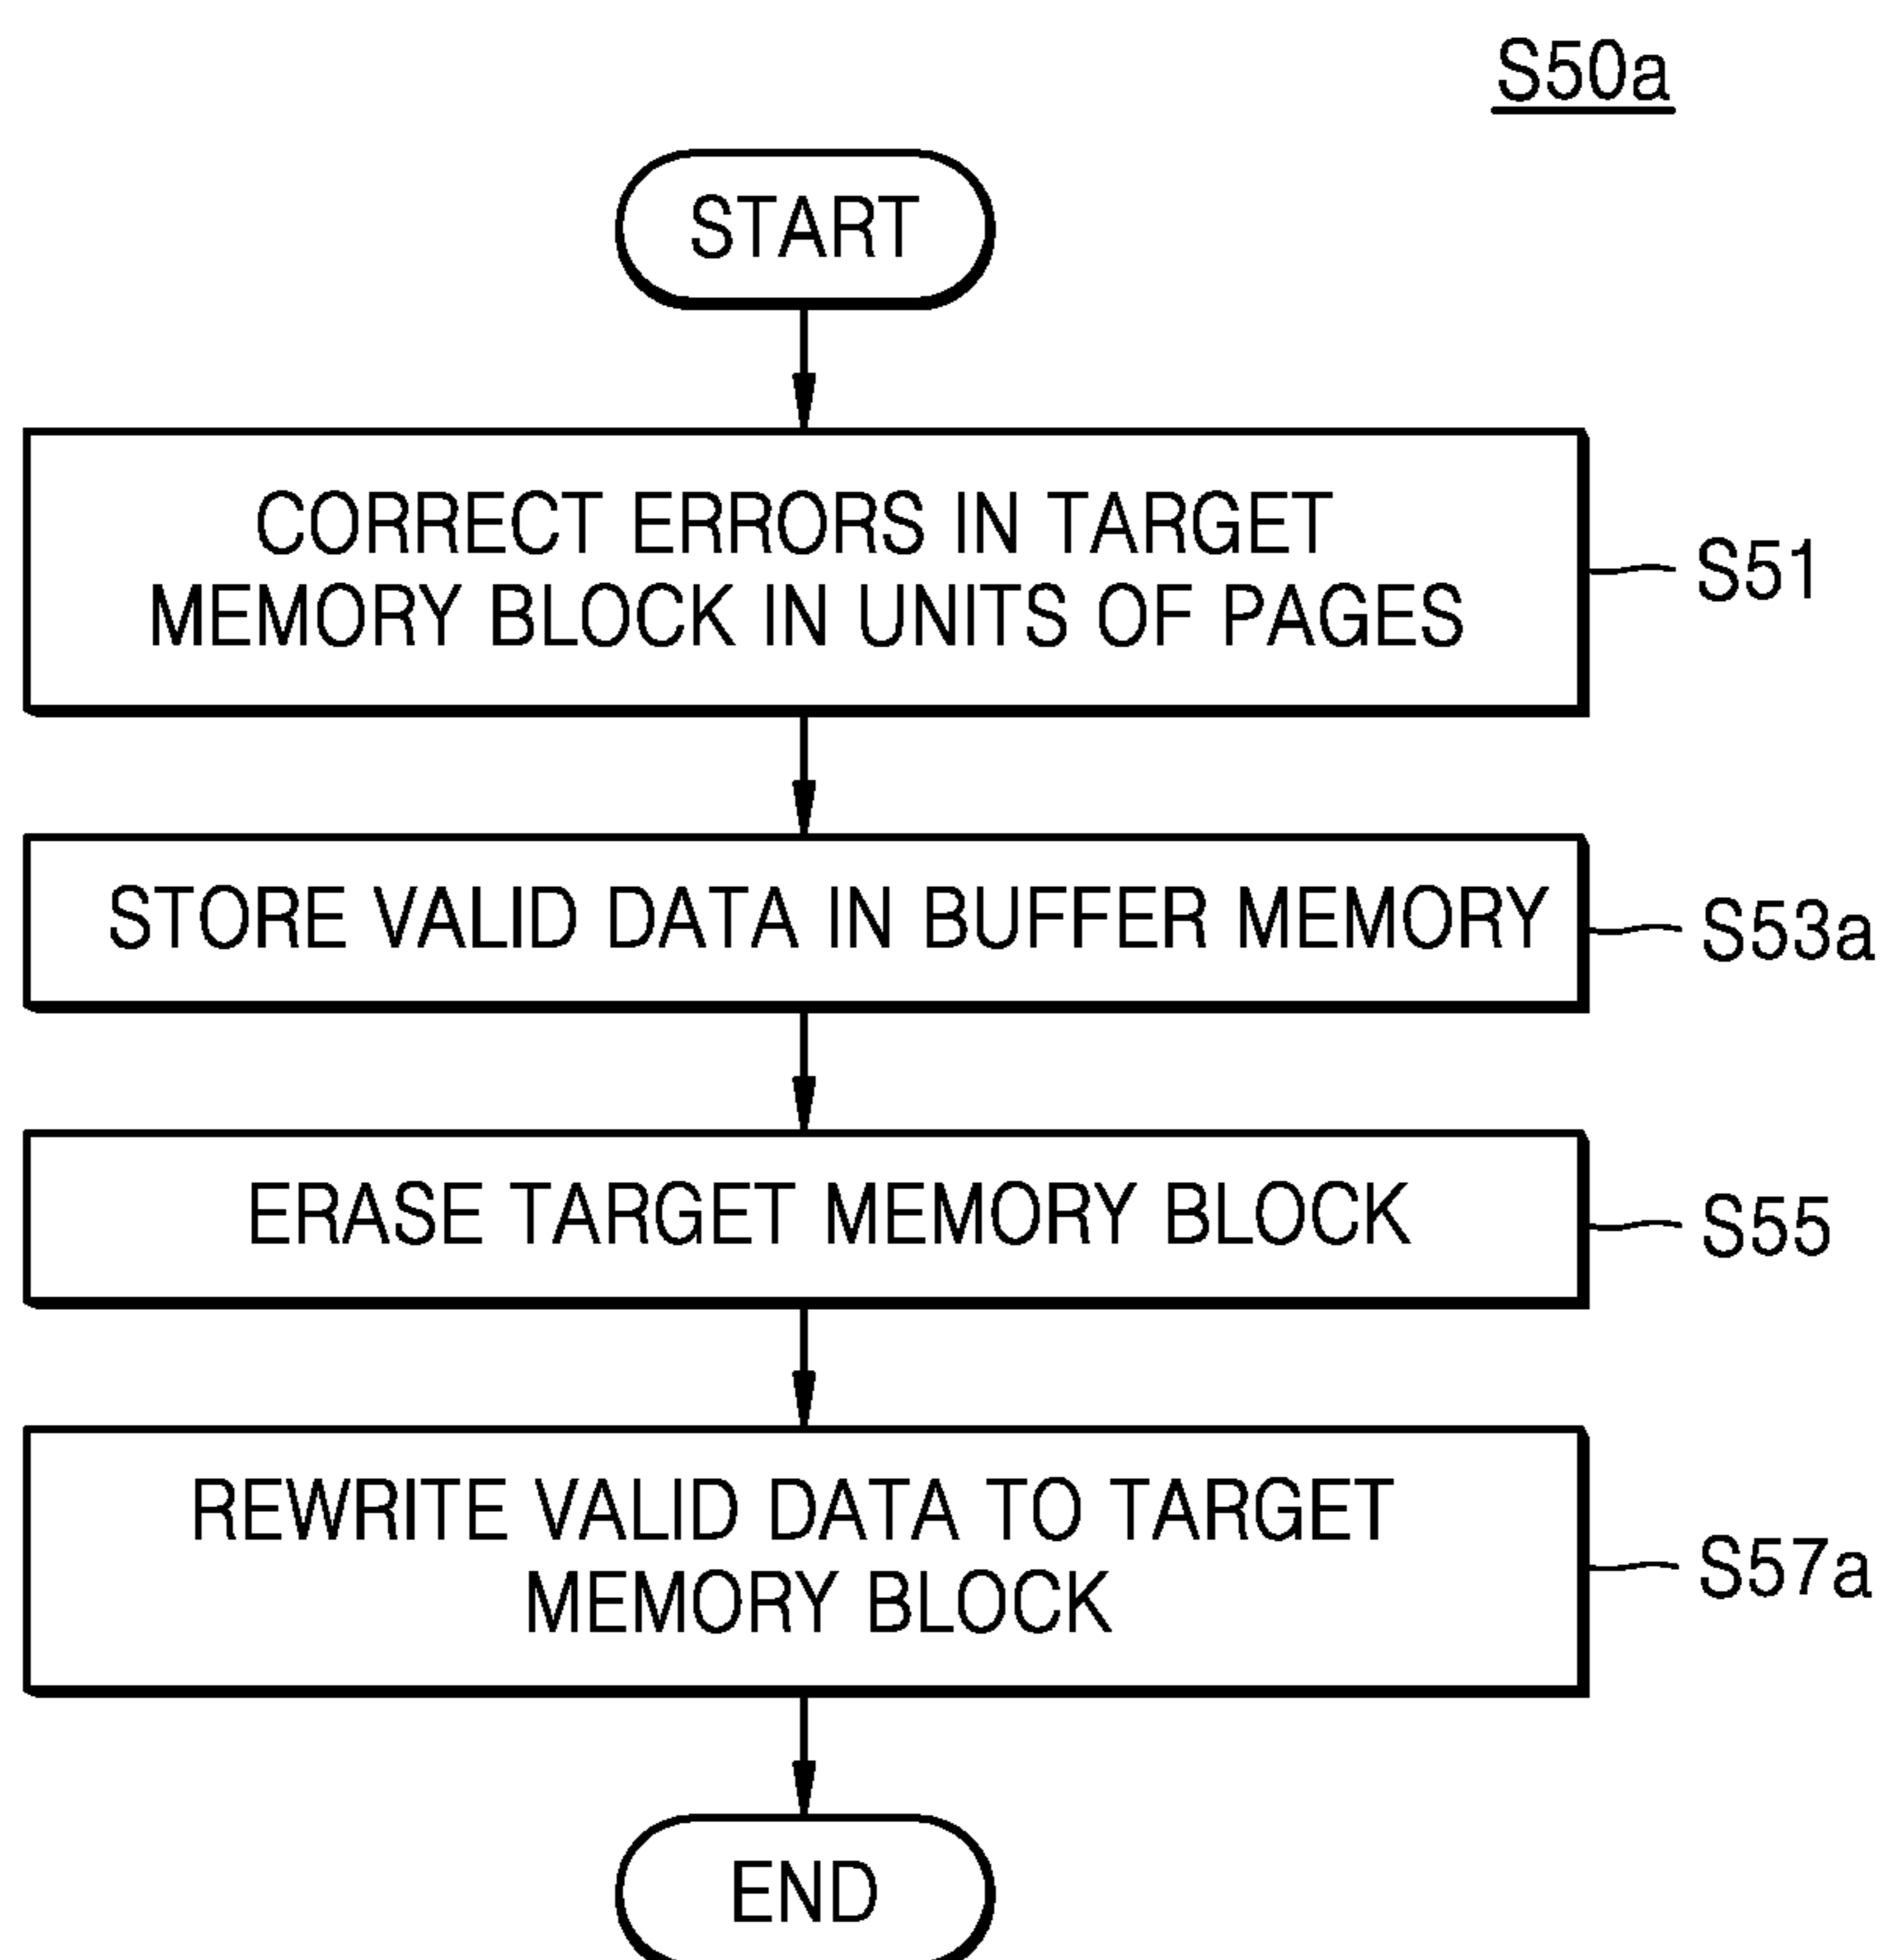 S50a
START
CORRECT ERRORS IN TARGET
MEMORY BLOCK IN UNITS OF PAGES
S51
STORE VALID DATA IN BUFFER MEMORY
S53a
ERASE TARGET MEMORY BLOCK
S55
REWRITE VALID DATA TO TARGET
MEMORY BLOCK
S57a
END